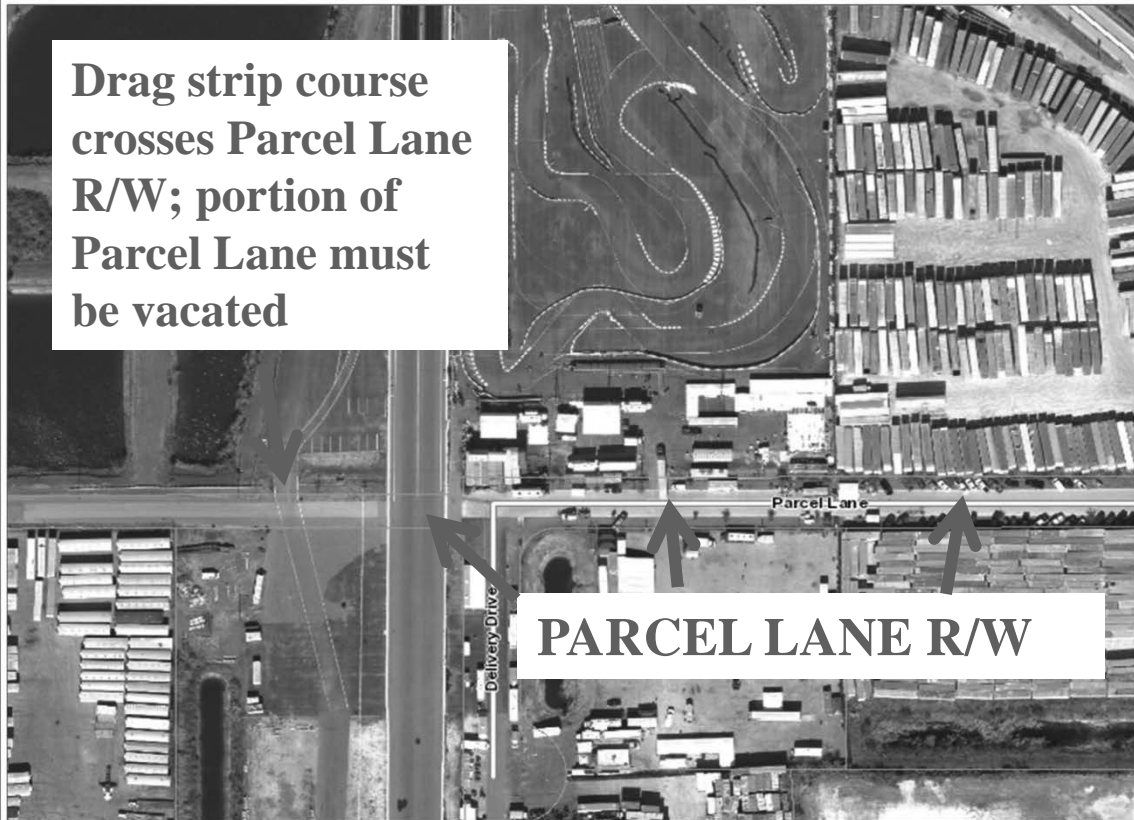 Drag strip course
crosses Parcel Lane
R/W; portion of
Parcel Lane must
be vacated
Parcel Lane
PARCEL LANE R/W
Delivery Drive